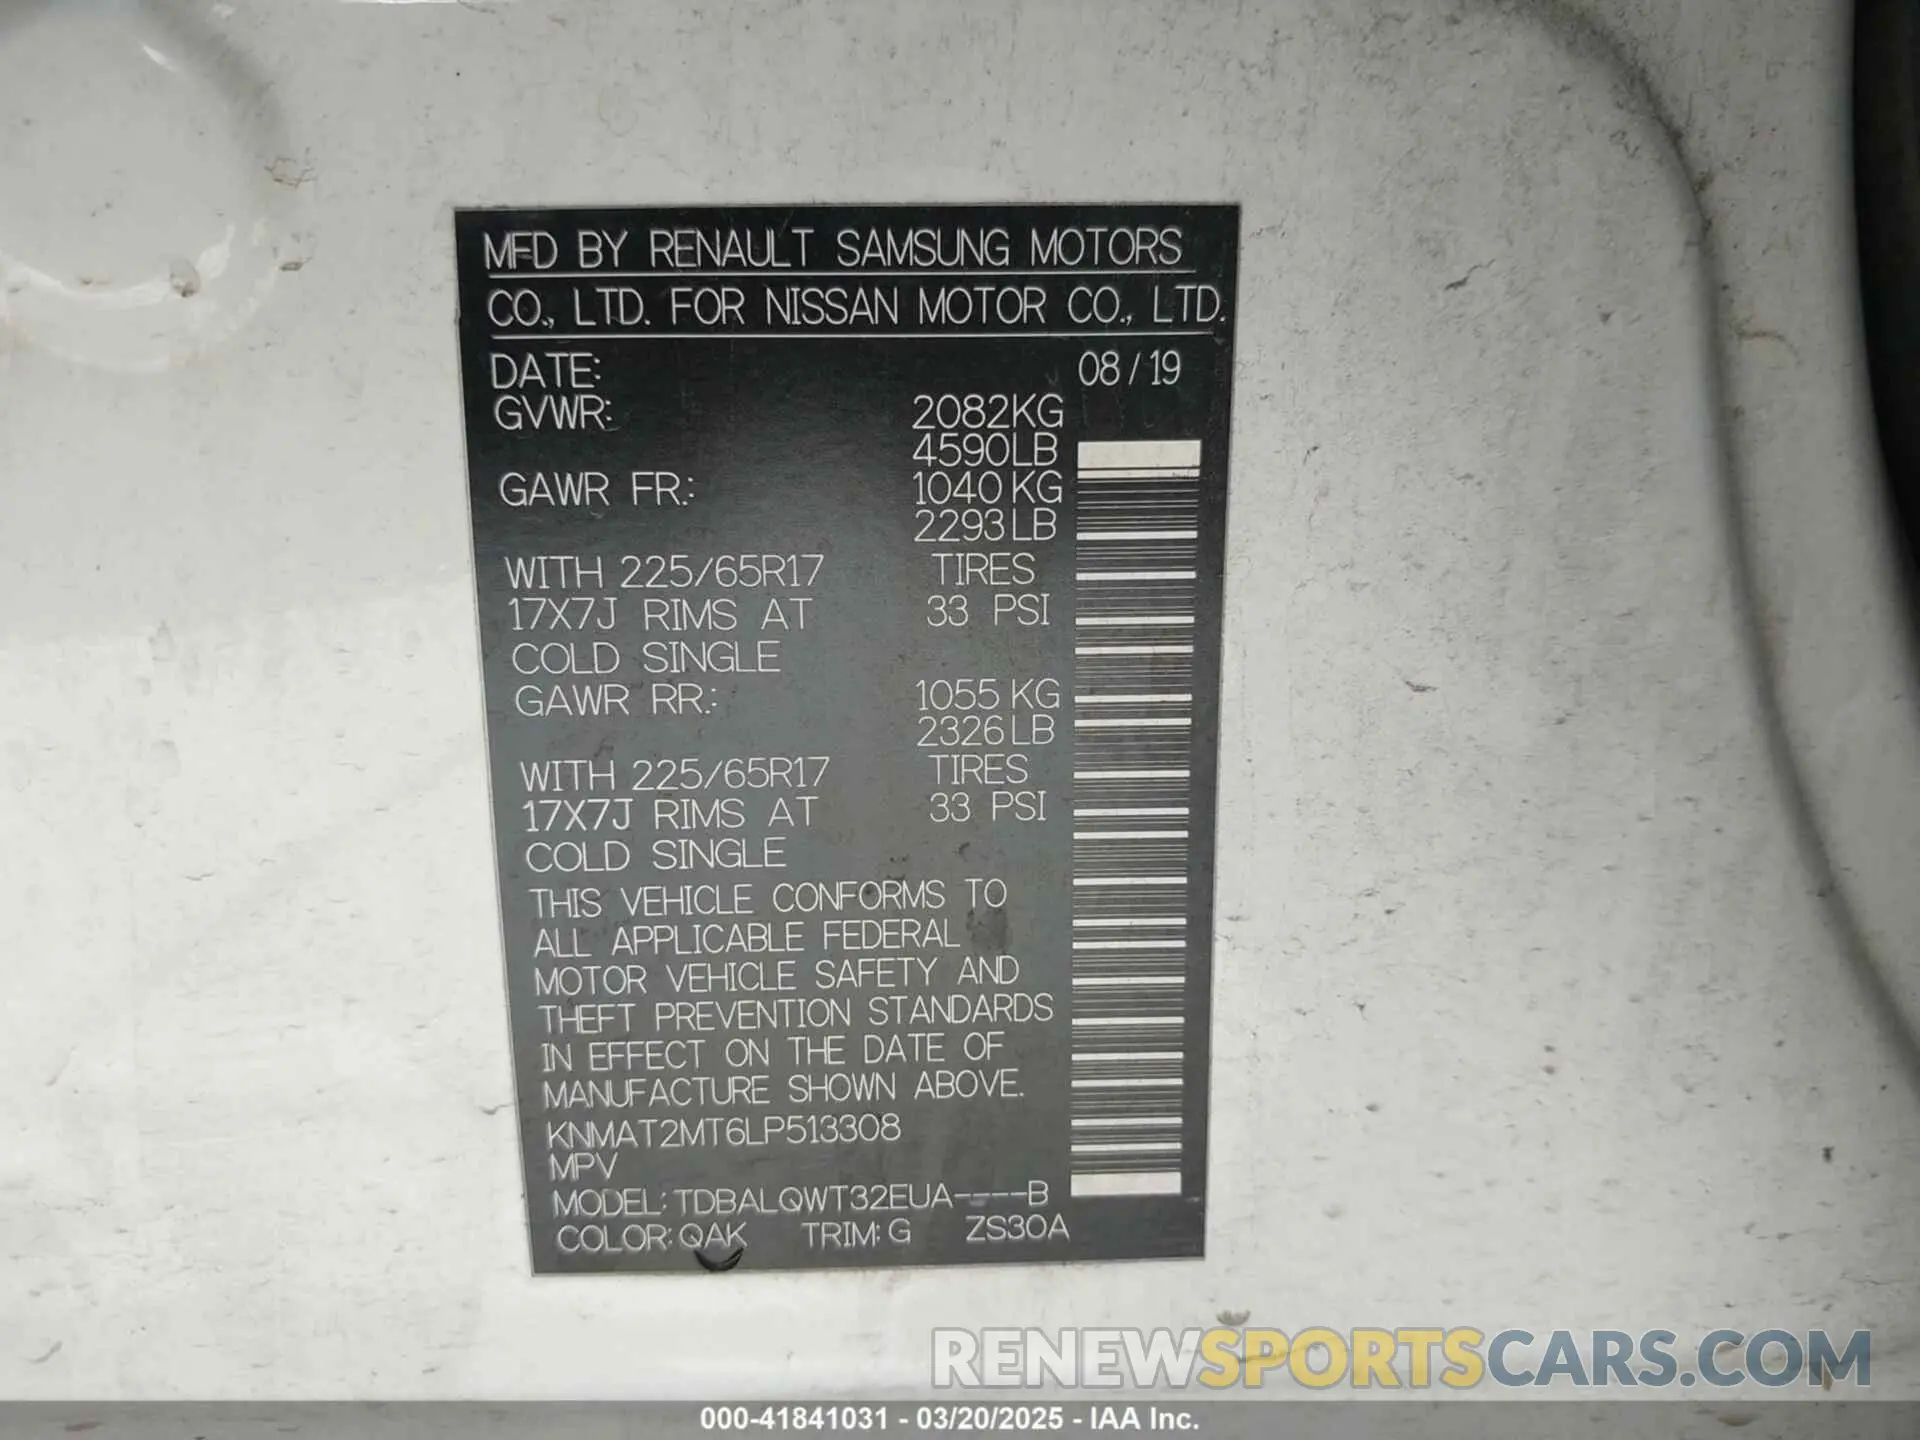 MFD BY RENAULT SAMSUNG MOTORS
CO., LTD. FOR NISSAN MOTOR CO., LTD.
DATE: 08 / 19
GVWR: 2082KG
4590LB
GAWR FR.: 1040 KG
2293LB
WITH 225/65R17 TIRES
17X7J RIMS AT 33 PSI
COLD SINGLE
GAWR RR.: 1055 KG
2326LB
WITH 225/65R17 TIRES
17X7J RIMS AT 33 PSI
COLD SINGLE
THIS VEHICLE CONFORMS TO
ALL APPLICABLE FEDERAL
MOTOR VEHICLE SAFETY AND
THEFT PREVENTION STANDARDS
IN EFFECT ON THE DATE OF
MANUFACTURE SHOWN ABOVE.
KNMAT2MT6LP513308
MPV
MODEL: TDBALQWT32EUA----B
COLOR: QAK TRIM: G ZS30A
RENEWSPORTSCARS.COM
000-41841031 - 03/20/2025 - IAA Inc.